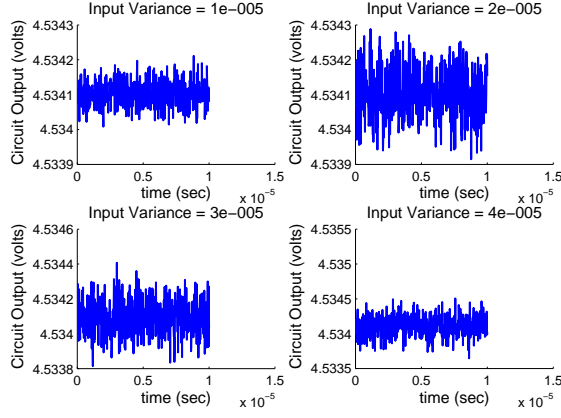 Input Variance = 1e-005
Circuit Output (volts)
4.5343
4.5342
4.5341
4.534
4.5339
0 0.5 1 1.5
x 10^-5
time (sec)
Input Variance = 2e-005
Circuit Output (volts)
4.5343
4.5342
4.5341
4.534
4.5339
0 0.5 1 1.5
x 10^-5
time (sec)
Input Variance = 3e-005
Circuit Output (volts)
4.5346
4.5344
4.5342
4.534
4.5338
0 0.5 1 1.5
x 10^-5
time (sec)
Input Variance = 4e-005
Circuit Output (volts)
4.5355
4.535
4.5345
4.534
4.5335
0 0.5 1 1.5
x 10^-5
time (sec)